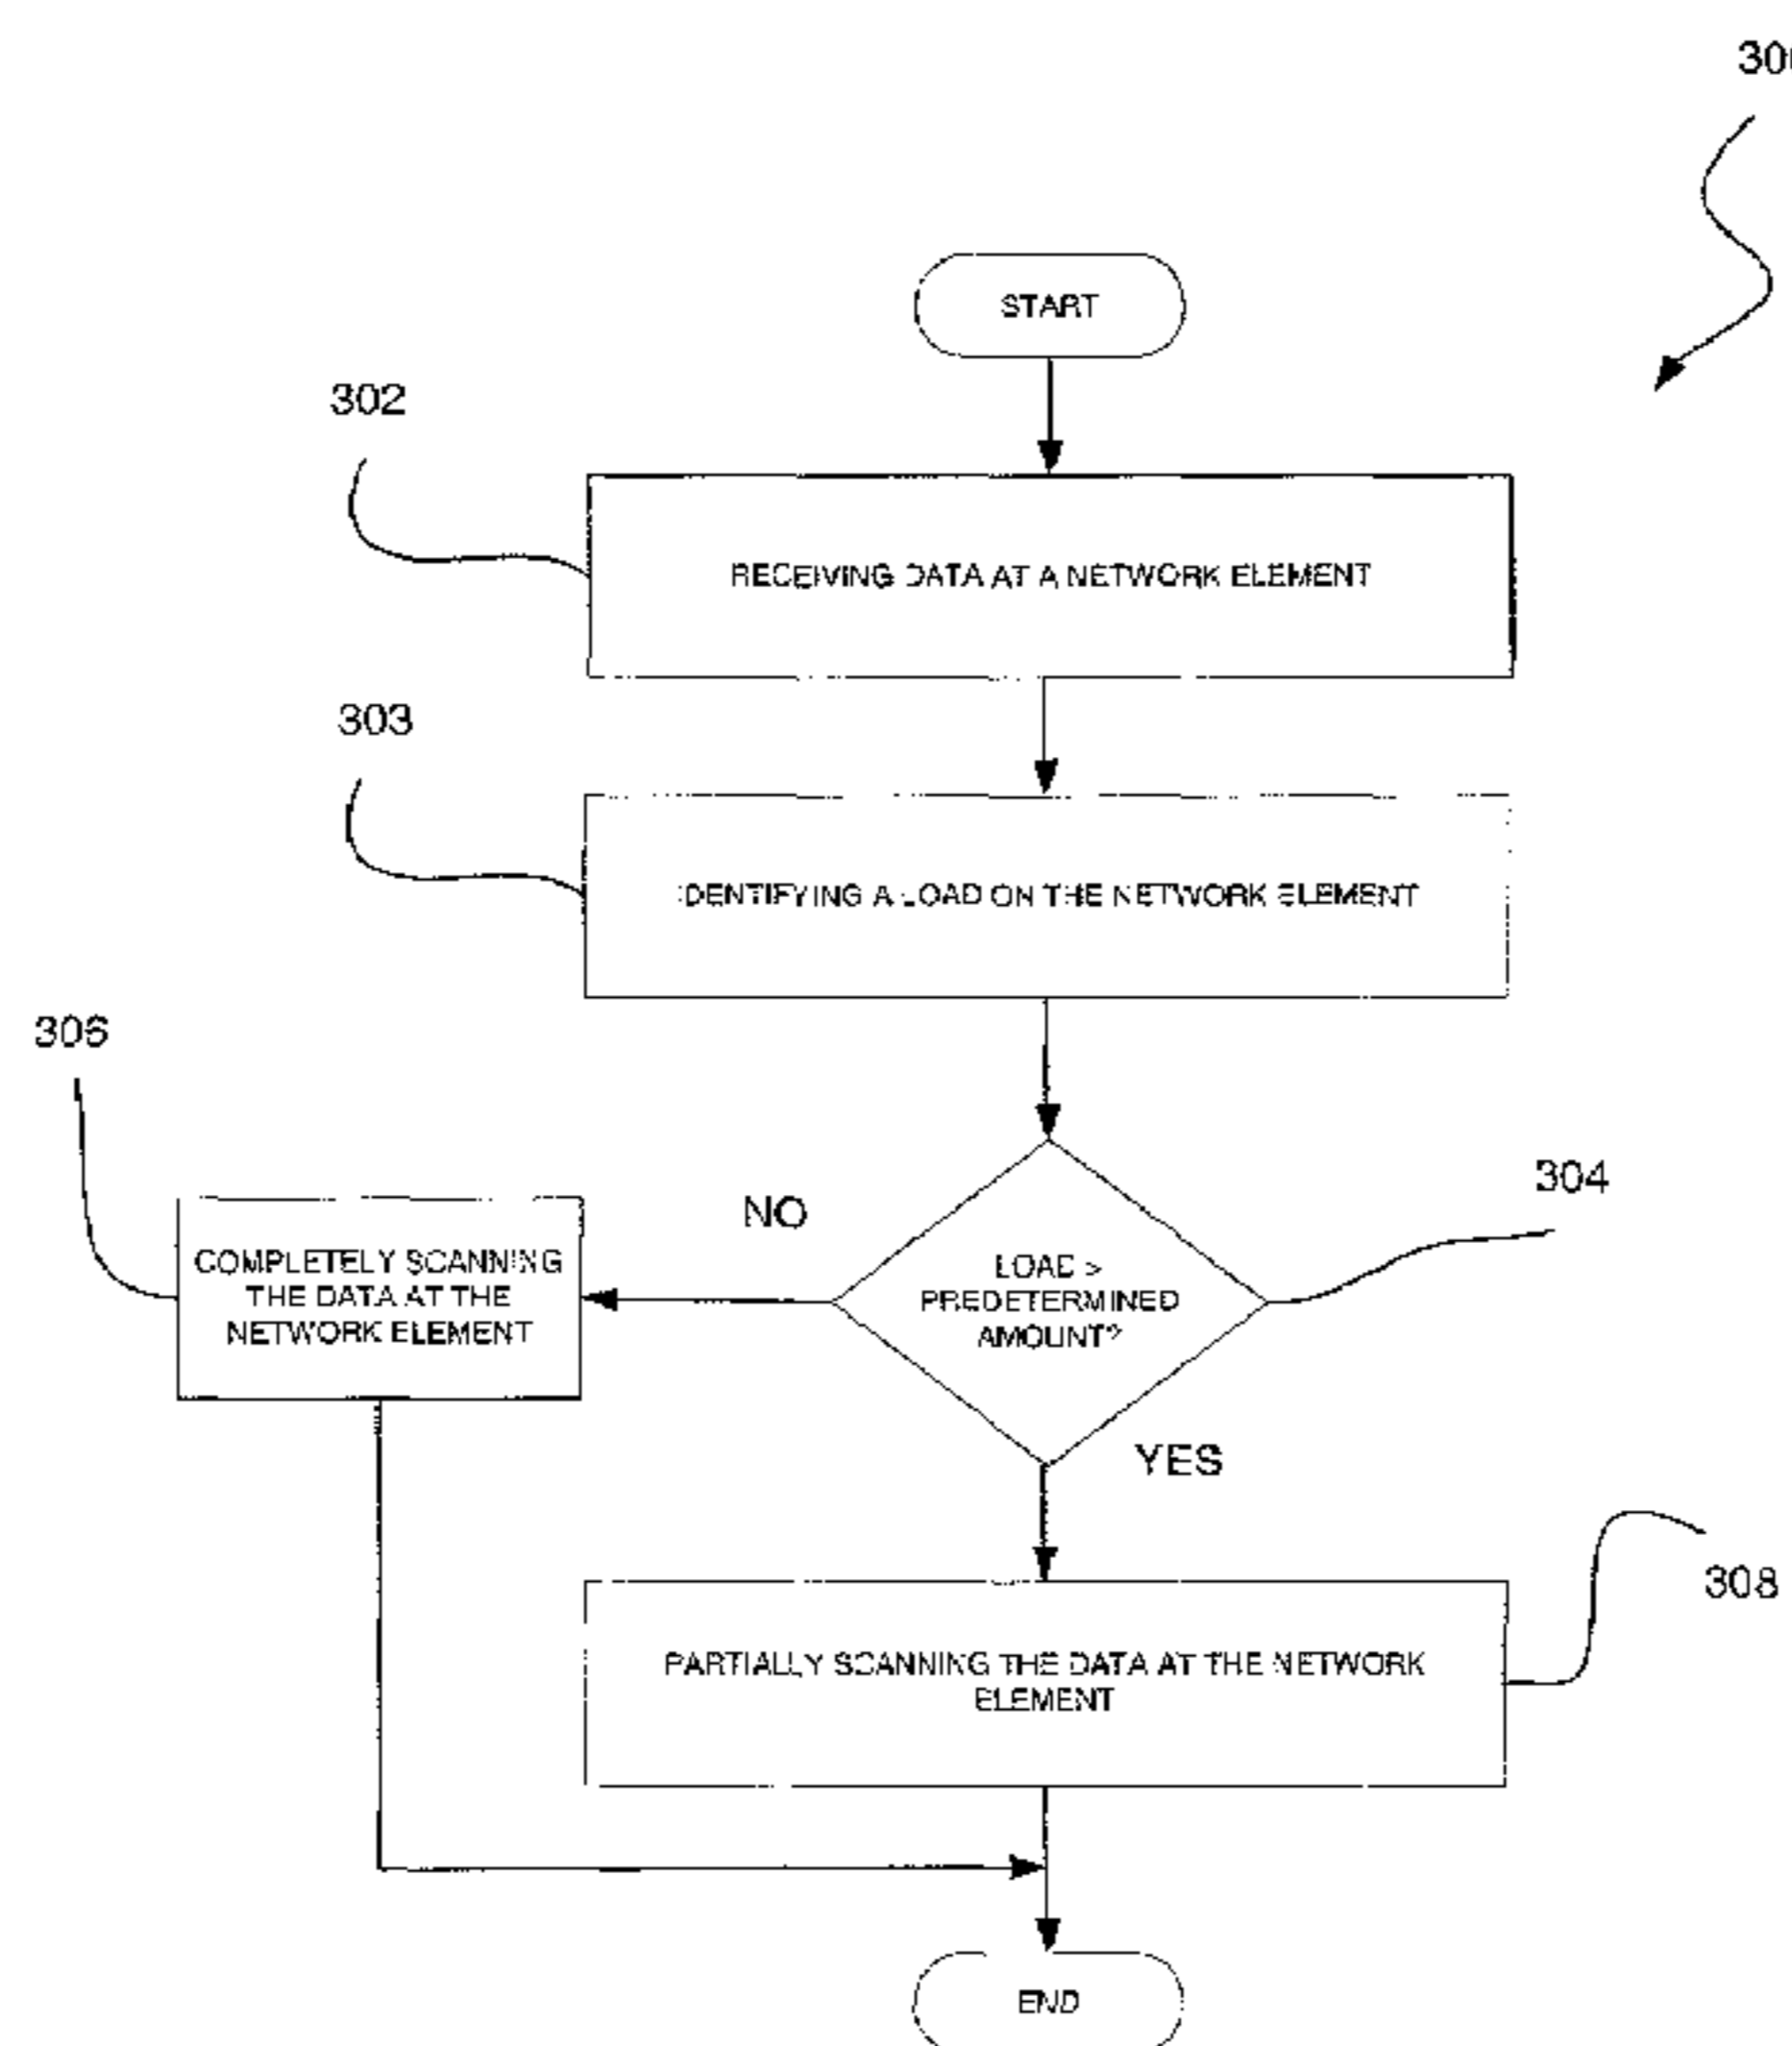 START
302
RECEIVING DATA AT A NETWORK ELEMENT
303
IDENTIFYING A LOAD ON THE NETWORK ELEMENT
306
304
NO
COMPLETELY SCANNING
THE DATA AT THE
NETWORK ELEMENT
LOAD >
PREDETERMINED
AMOUNT?
YES
308
PARTIALLY SCANNING THE DATA AT THE NETWORK
ELEMENT
END